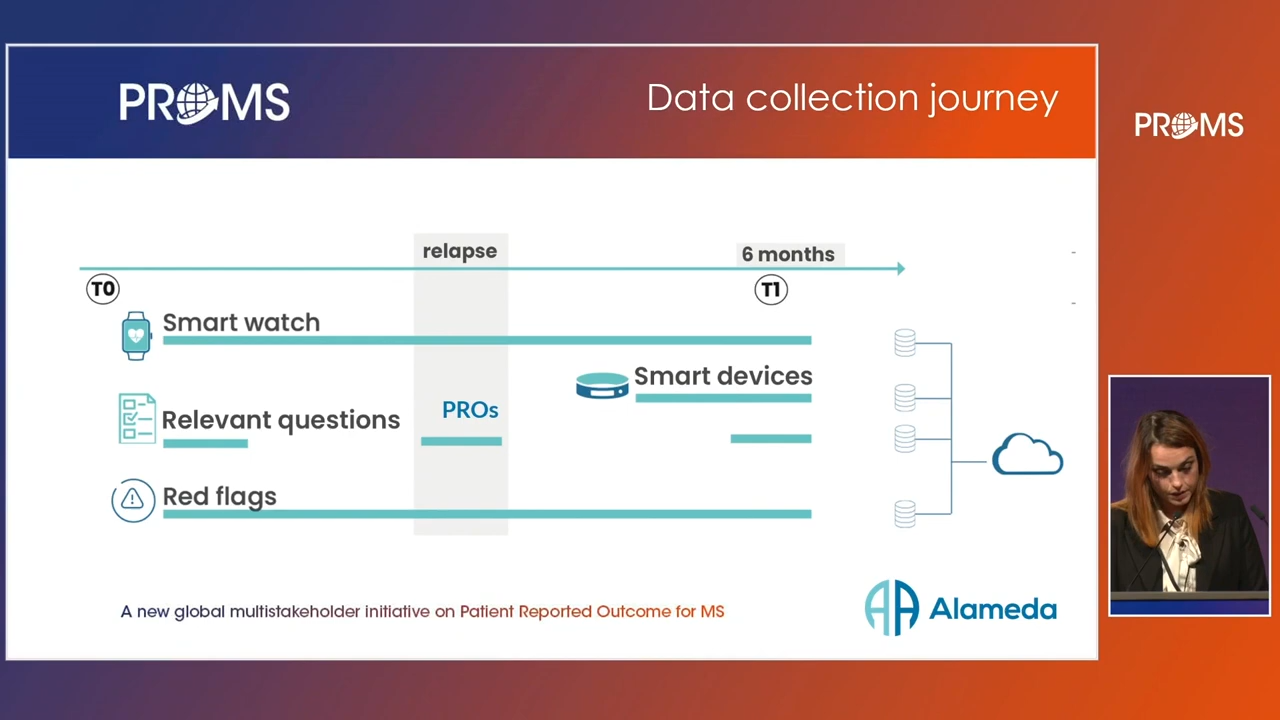 PROMS
Data collection journey
PROMS
relapse
6 months
T0
T1
Smart watch
Smart devices
Relevant questions
PROs
Red flags
A new global multistakeholder initiative on Patient Reported Outcome for MS
Alameda